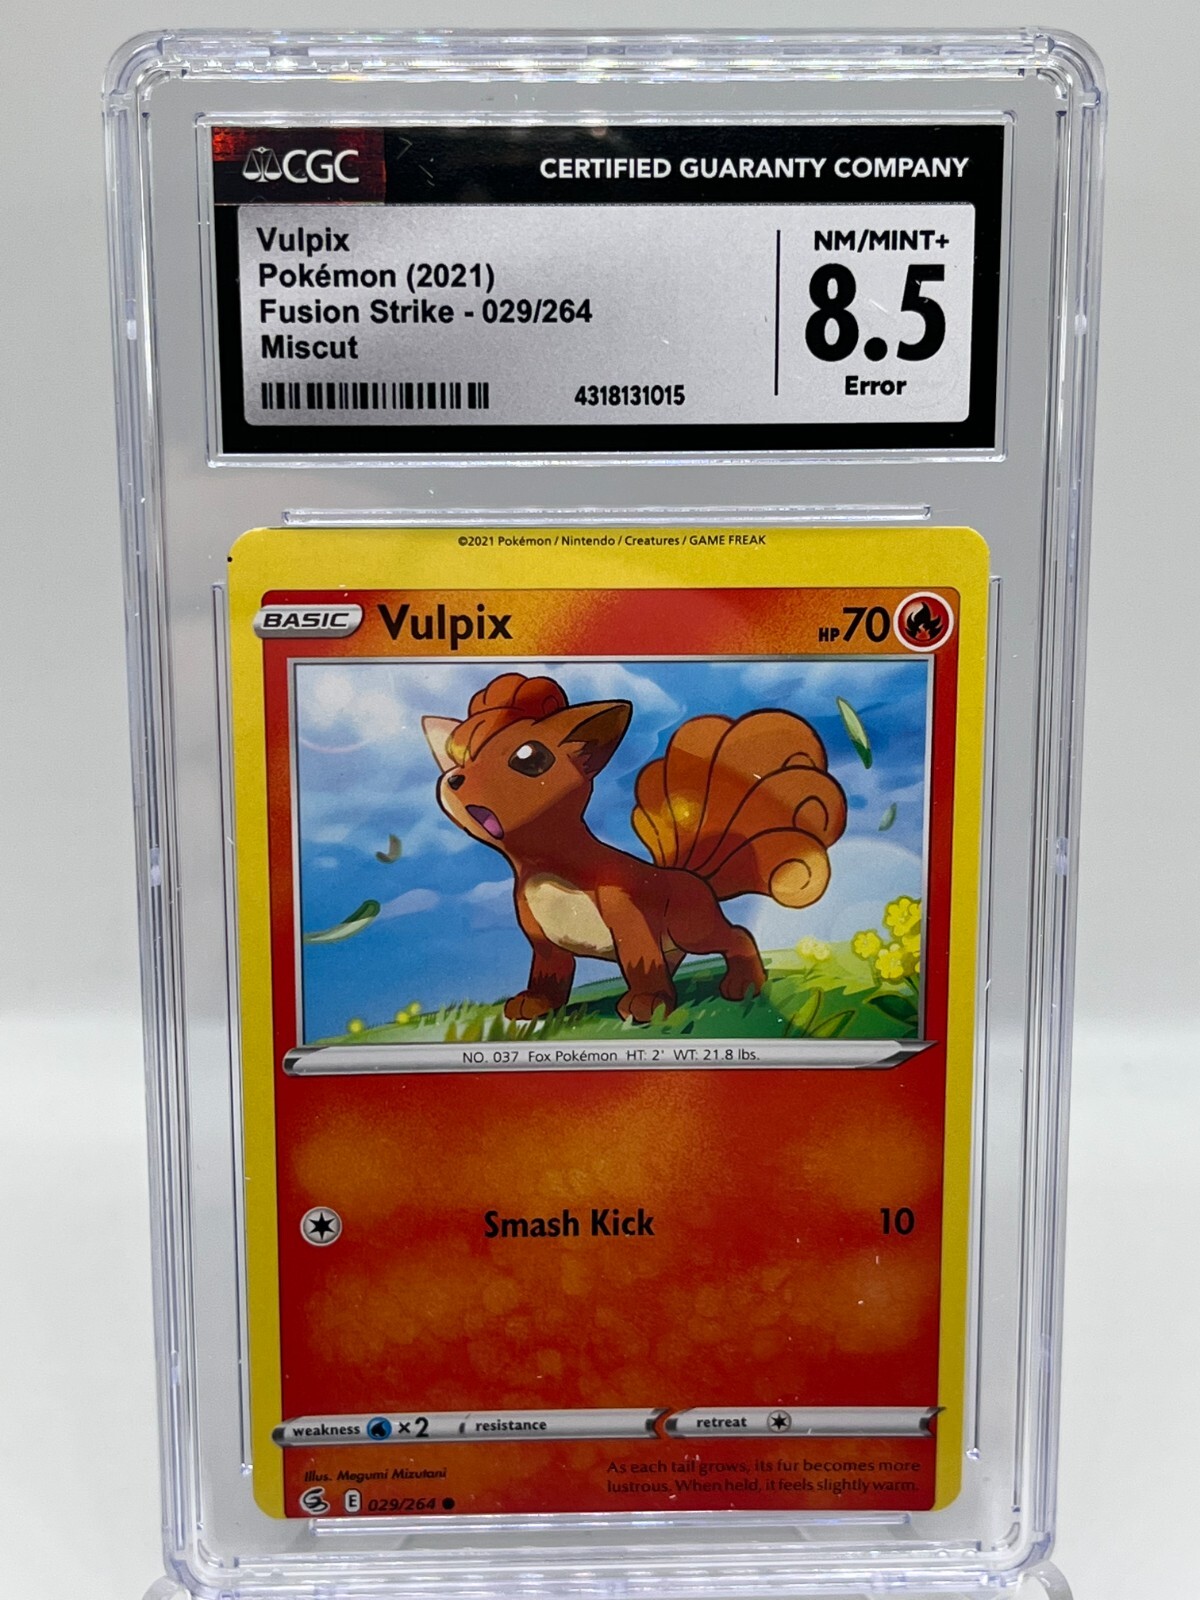 CGC
CERTIFIED GUARANTY COMPANY
Vulpix
Pokémon (2021)
Fusion Strike - 029/264
Miscut
4318131015
NM/MINT+
8.5
Error
©2021 Pokémon / Nintendo / Creatures / GAME FREAK
BASIC Vulpix HP 70
NO. 037 Fox Pokémon HT: 2' WT: 21.8 lbs.
Smash Kick 10
weakness ×2 resistance retreat
Illus. Megumi Mizutani
As each tail grows, its fur becomes more
lustrous. When held, it feels slightly warm.
E 029/264